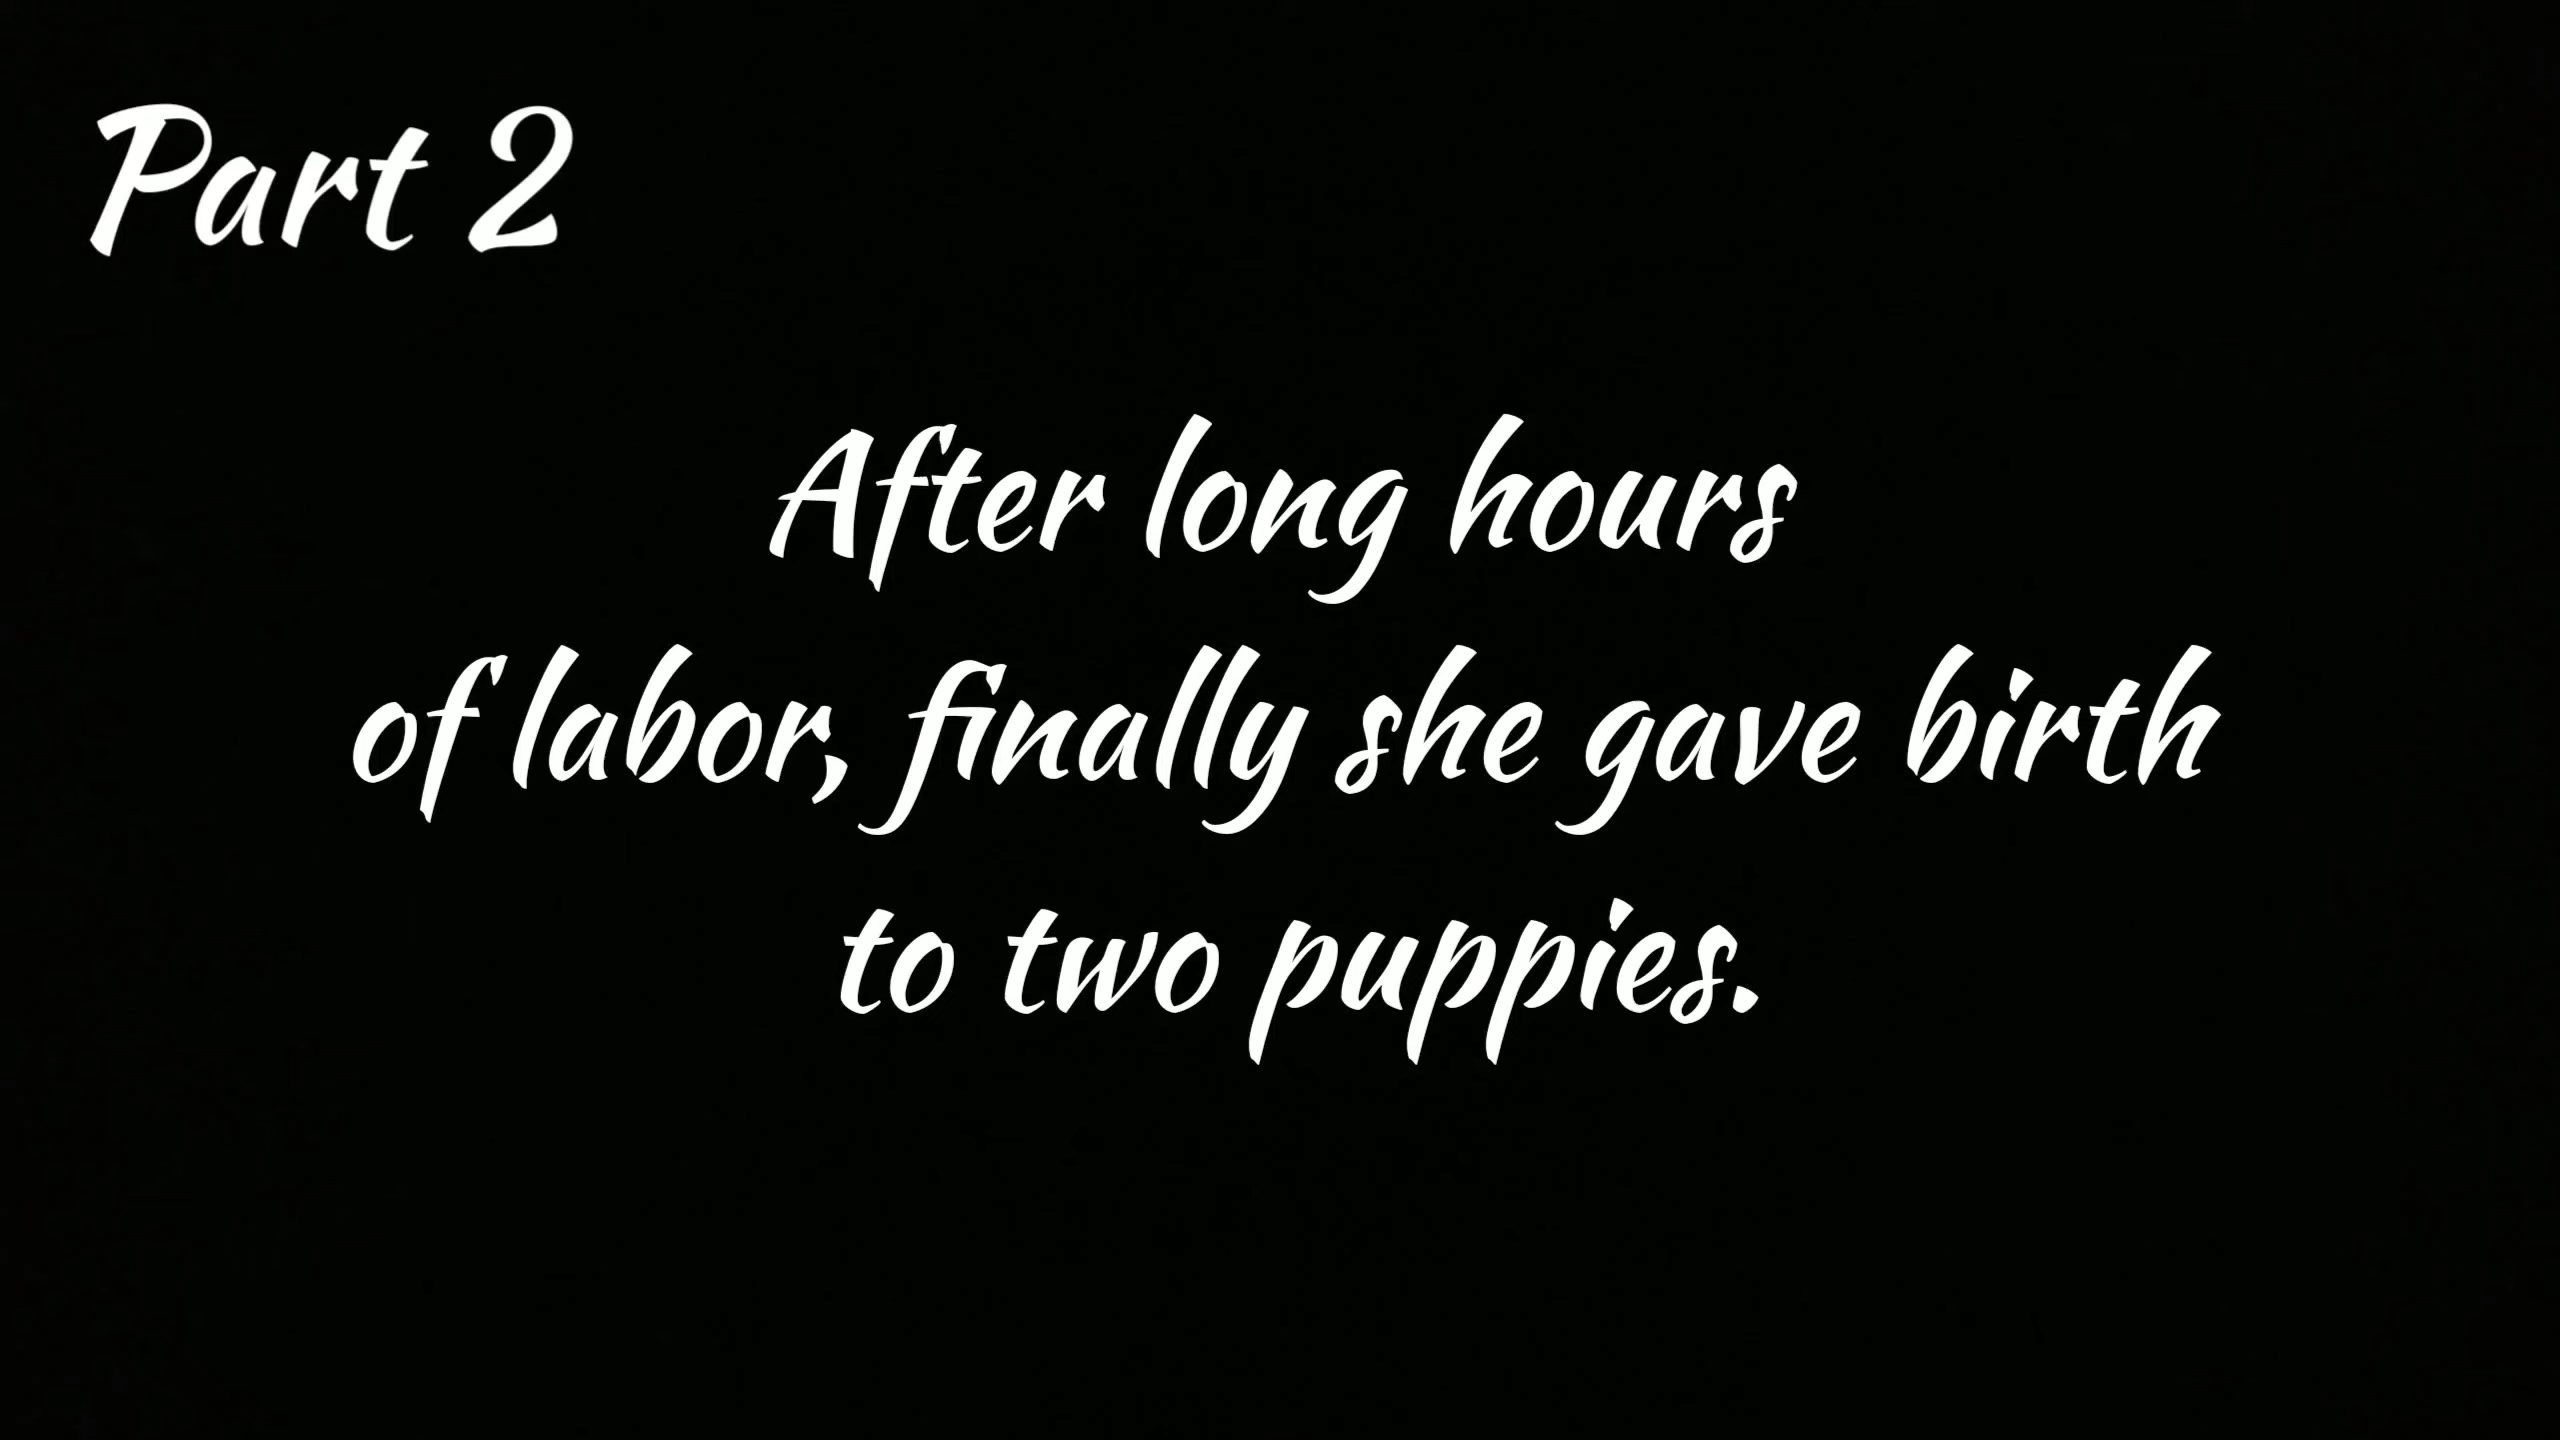 Part 2
After long hours
of labor, finally she gave birth
to two puppies.